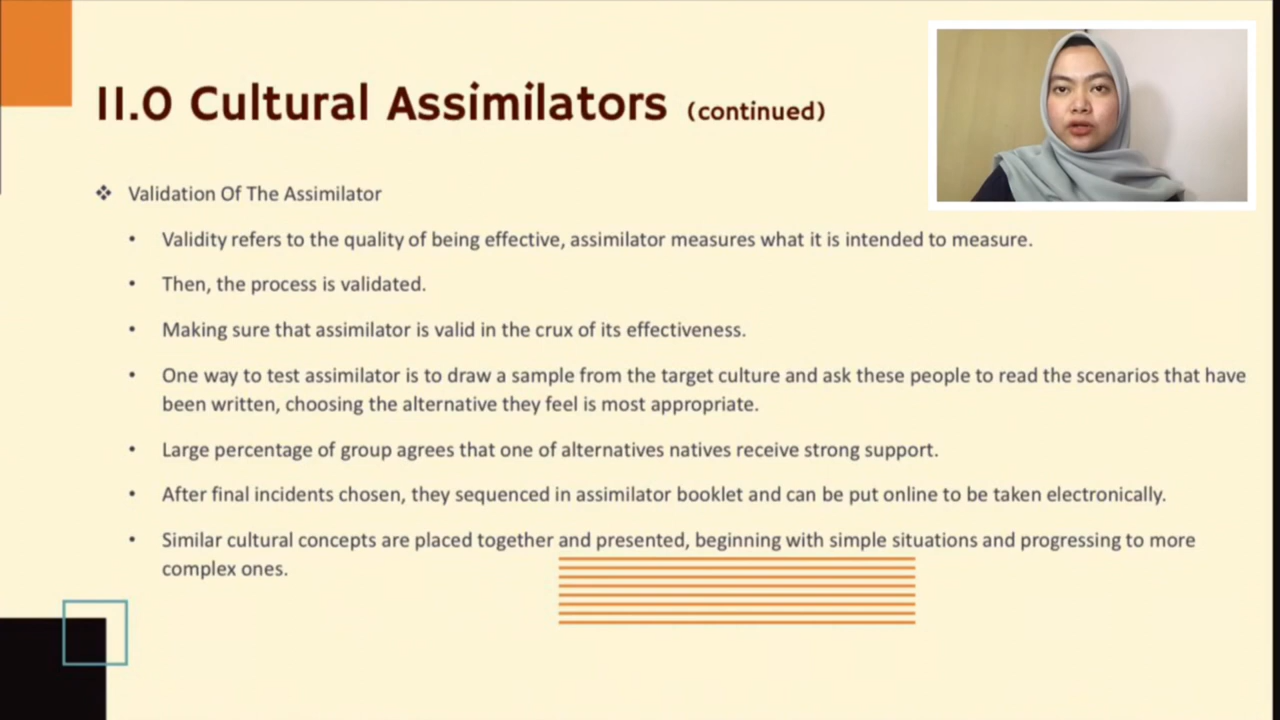 11.0 Cultural Assimilators (continued)
❖ Validation Of The Assimilator
• Validity refers to the quality of being effective, assimilator measures what it is intended to measure.
• Then, the process is validated.
• Making sure that assimilator is valid in the crux of its effectiveness.
• One way to test assimilator is to draw a sample from the target culture and ask these people to read the scenarios that have
been written, choosing the alternative they feel is most appropriate.
• Large percentage of group agrees that one of alternatives natives receive strong support.
• After final incidents chosen, they sequenced in assimilator booklet and can be put online to be taken electronically.
• Similar cultural concepts are placed together and presented, beginning with simple situations and progressing to more
complex ones.